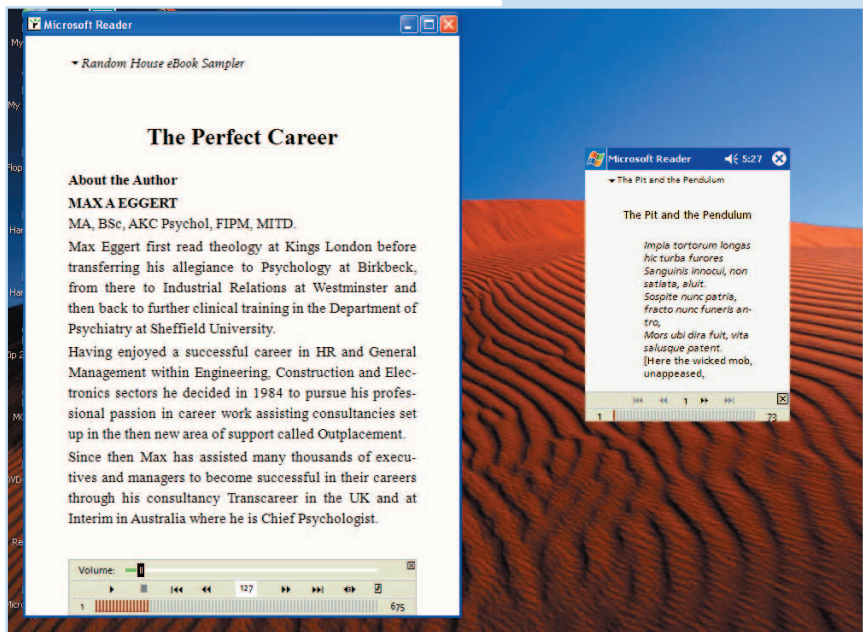 Microsoft Reader
Random House eBook Sampler
The Perfect Career
About the Author
MAX A EGGERT
MA, BSc, AKC Psychol, FIPM, MITD.
Max Eggert first read theology at Kings London before
transferring his allegiance to Psychology at Birkbeck,
from there to Industrial Relations at Westminster and
then back to further clinical training in the Department of
Psychiatry at Sheffield University.
Having enjoyed a successful career in HR and General
Management within Engineering, Construction and Elec-
tronics sectors he decided in 1984 to pursue his profes-
sional passion in career work assisting consultancies set
up in the then new area of support called Outplacement.
Since then Max has assisted many thousands of execu-
tives and managers to become successful in their careers
through his consultancy Transcareer in the UK and at
Interim in Australia where he is Chief Psychologist.
Volume:
127
1 675
Microsoft Reader 5:27
The Pit and the Pendulum
The Pit and the Pendulum
Impia tortorum longas
hic turba furores
Sanguinis innocui, non
satiata, aluit.
Sospite nunc patria,
fracto nunc funeris an-
tro,
Mors ubi dira fuit, vita
salusque patent.
[Here the wicked mob,
unappeased,
1
1 73
My
My